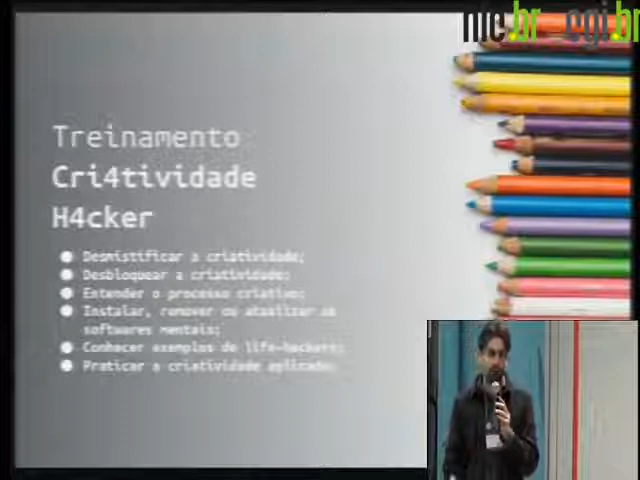 nic.br cgi.br
Treinamento
Cri4tividade
H4cker
Desmistificar a criatividade;
Desbloquear a criatividade;
Entender o processo criativo;
Instalar, remover ou atualizar os
softwares mentais;
Conhecer exemplos de life-hackers;
Praticar a criatividade aplicada.